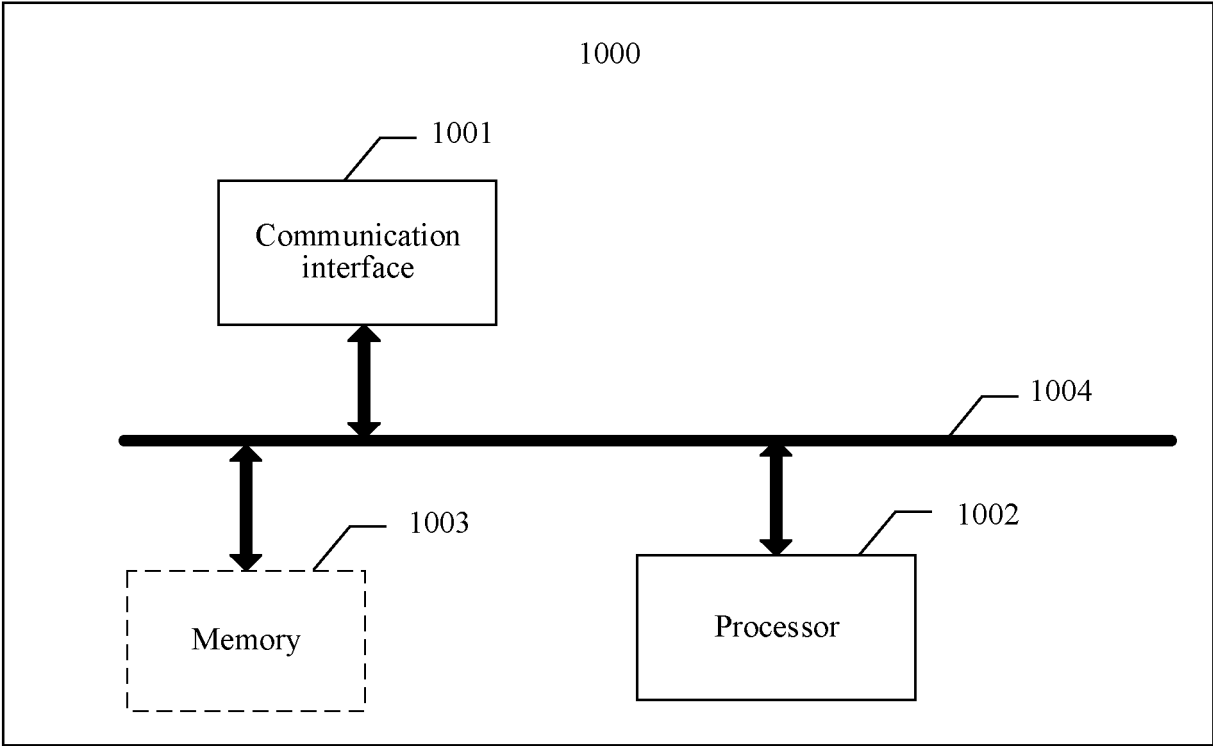 1000
1001
Communication
interface
1004
1003
1002
Memory
Processor